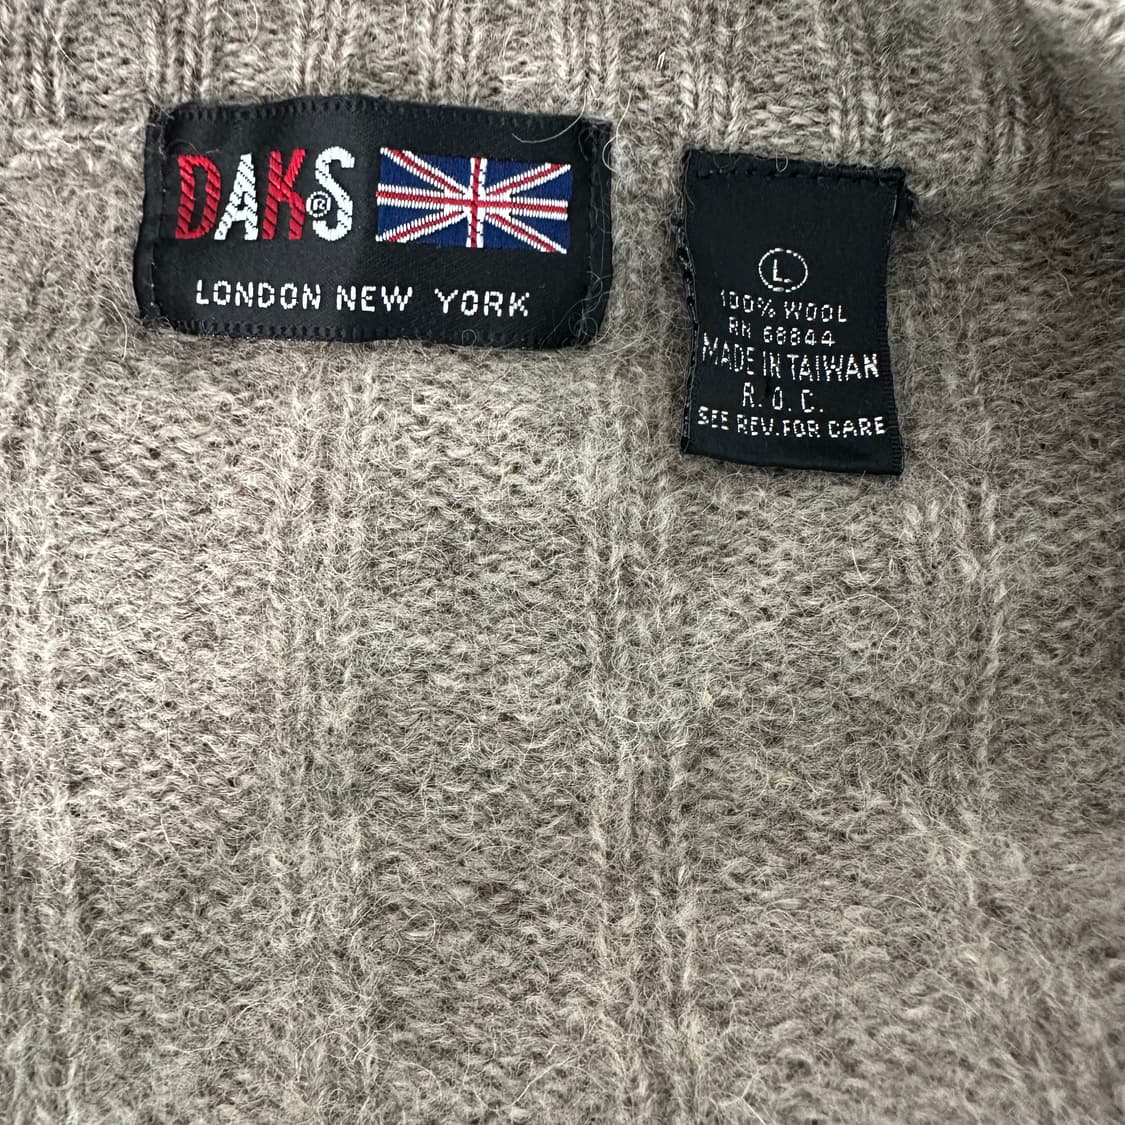 DAKS®
LONDON NEW YORK
L
100% WOOL
RN 68844
MADE IN TAIWAN
R.O.C.
SEE REV.FOR CARE